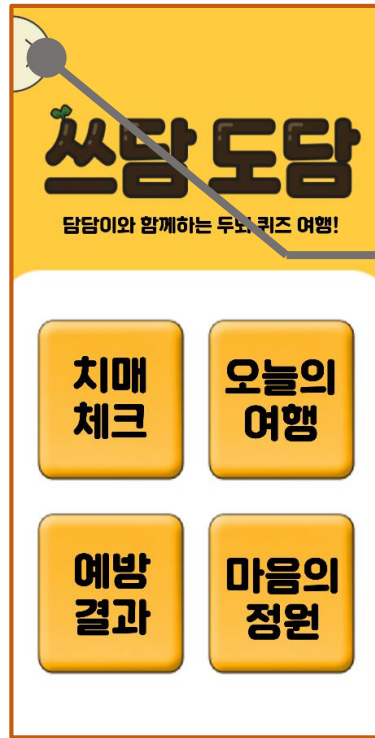 쓰담 도담
담담이와 함께하는 두뇌 퀴즈 여행!
치매
체크
오늘의
여행
예방
결과
마음의
정원